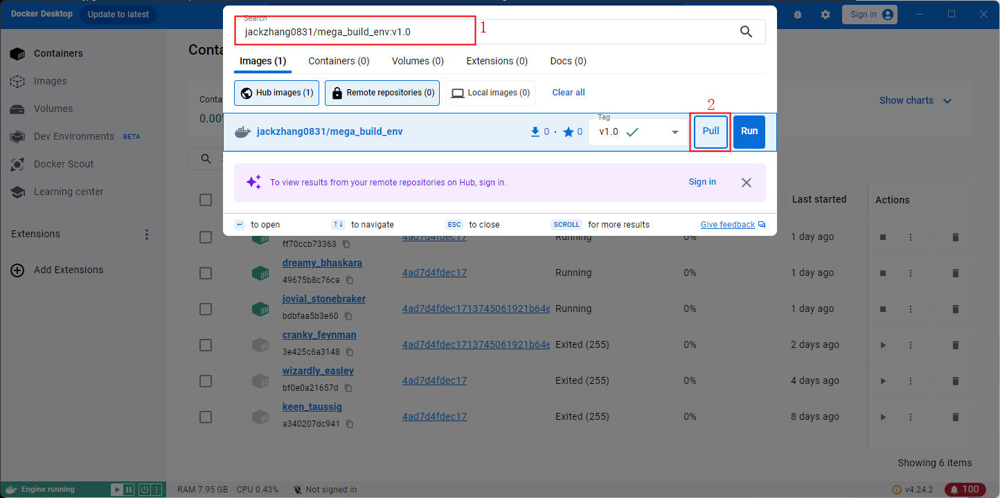 Docker Desktop
Update to latest
Sign in
Search
jackzhang0831/mega_build_env:v1.0
1
Images (1)
Containers (0)
Volumes (0)
Extensions (0)
Docs (0)
Hub images (1)
Remote repositories (0)
Local images (0)
Clear all
2
jackzhang0831/mega_build_env
0 · 0
Tag
v1.0
Pull
Run
To view results from your remote repositories on Hub, sign in.
Sign in
to open
↑↓ to navigate
ESC to close
SCROLL for more results
Give feedback
Containers
Images
Volumes
Dev Environments BETA
Docker Scout
Learning center
Extensions
Add Extensions
Show charts
Last started
Actions
ff70ccb73363
4ad7d4fdec17
Running
0%
1 day ago
dreamy_bhaskara
49675b8c76ca
4ad7d4fdec17
Running
0%
1 day ago
jovial_stonebraker
bdbfaa5b3e60
4ad7d4fdec1713745061921b64e
Running
0%
1 day ago
cranky_feynman
3e425c6a3148
4ad7d4fdec1713745061921b64e
Exited (255)
0%
2 days ago
wizardly_easley
bf0e0a21657d
4ad7d4fdec17
Exited (255)
0%
4 days ago
keen_taussig
a340207dc941
4ad7d4fdec17
Exited (255)
0%
8 days ago
Showing 6 items
Engine running
RAM 7.95 GB
CPU 0.43%
Not signed in
v4.24.2
100